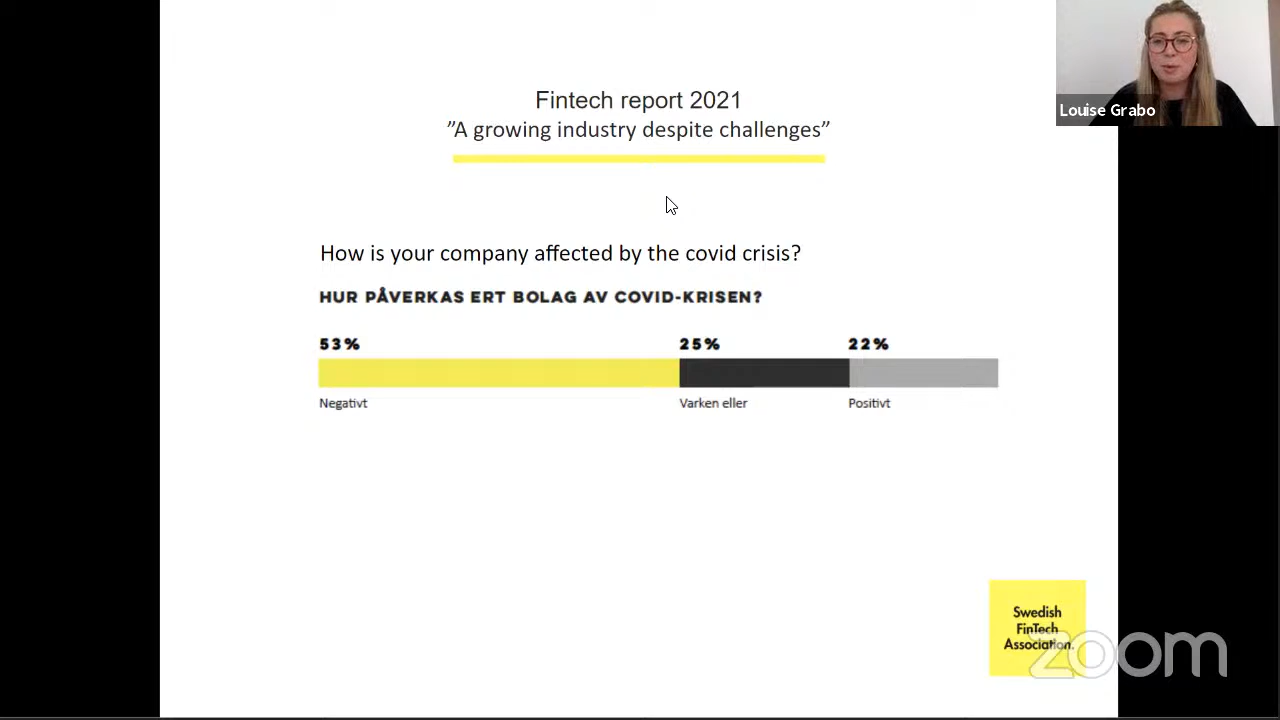 Fintech report 2021
”A growing industry despite challenges”
Louise Grabo
How is your company affected by the covid crisis?
HUR PÅVERKAS ERT BOLAG AV COVID-KRISEN?
53% 25% 22%
Negativt Varken eller Positivt
Swedish
FinTech
Association.
zoom